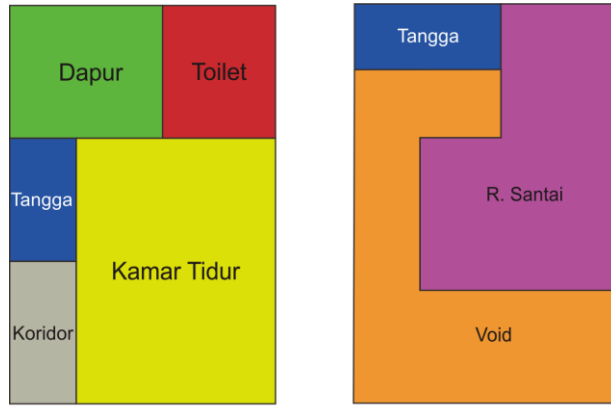 Dapur
Toilet
Tangga
Kamar Tidur
Koridor
Tangga
R. Santai
Void